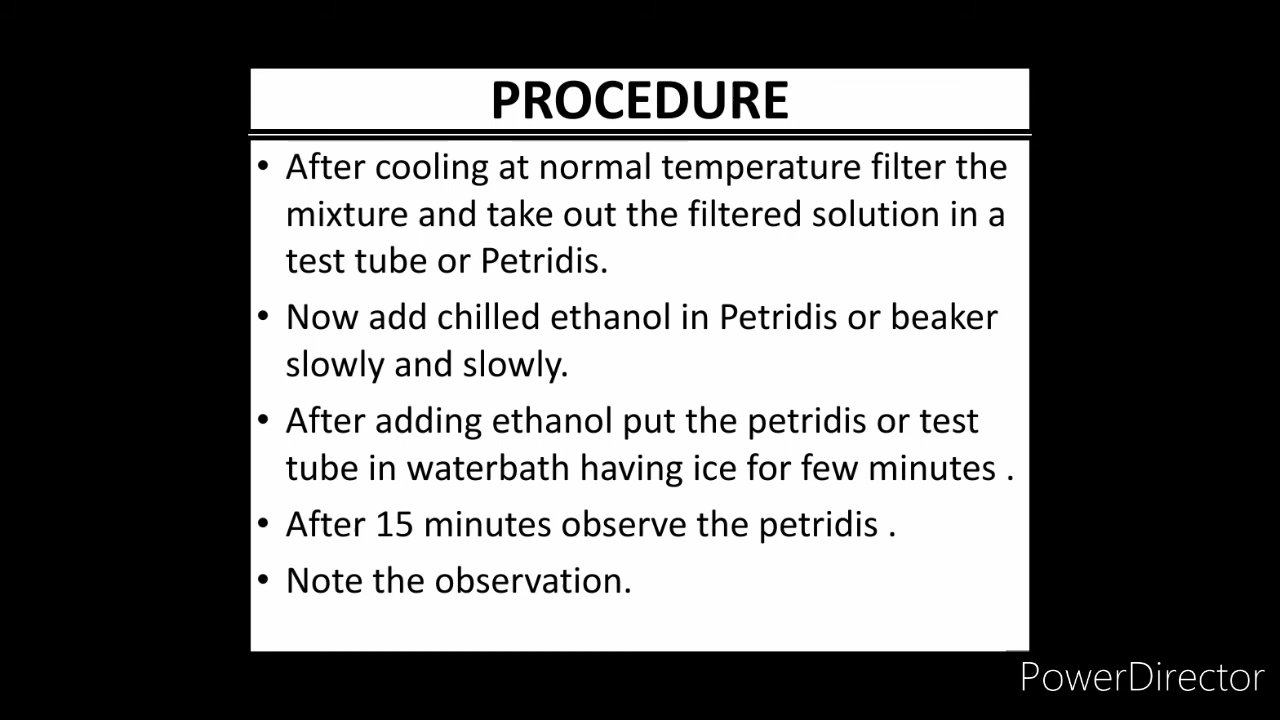 PROCEDURE
• After cooling at normal temperature filter the
mixture and take out the filtered solution in a
test tube or Petridis.
• Now add chilled ethanol in Petridis or beaker
slowly and slowly.
• After adding ethanol put the petridis or test
tube in waterbath having ice for few minutes .
• After 15 minutes observe the petridis .
• Note the observation.
PowerDirector